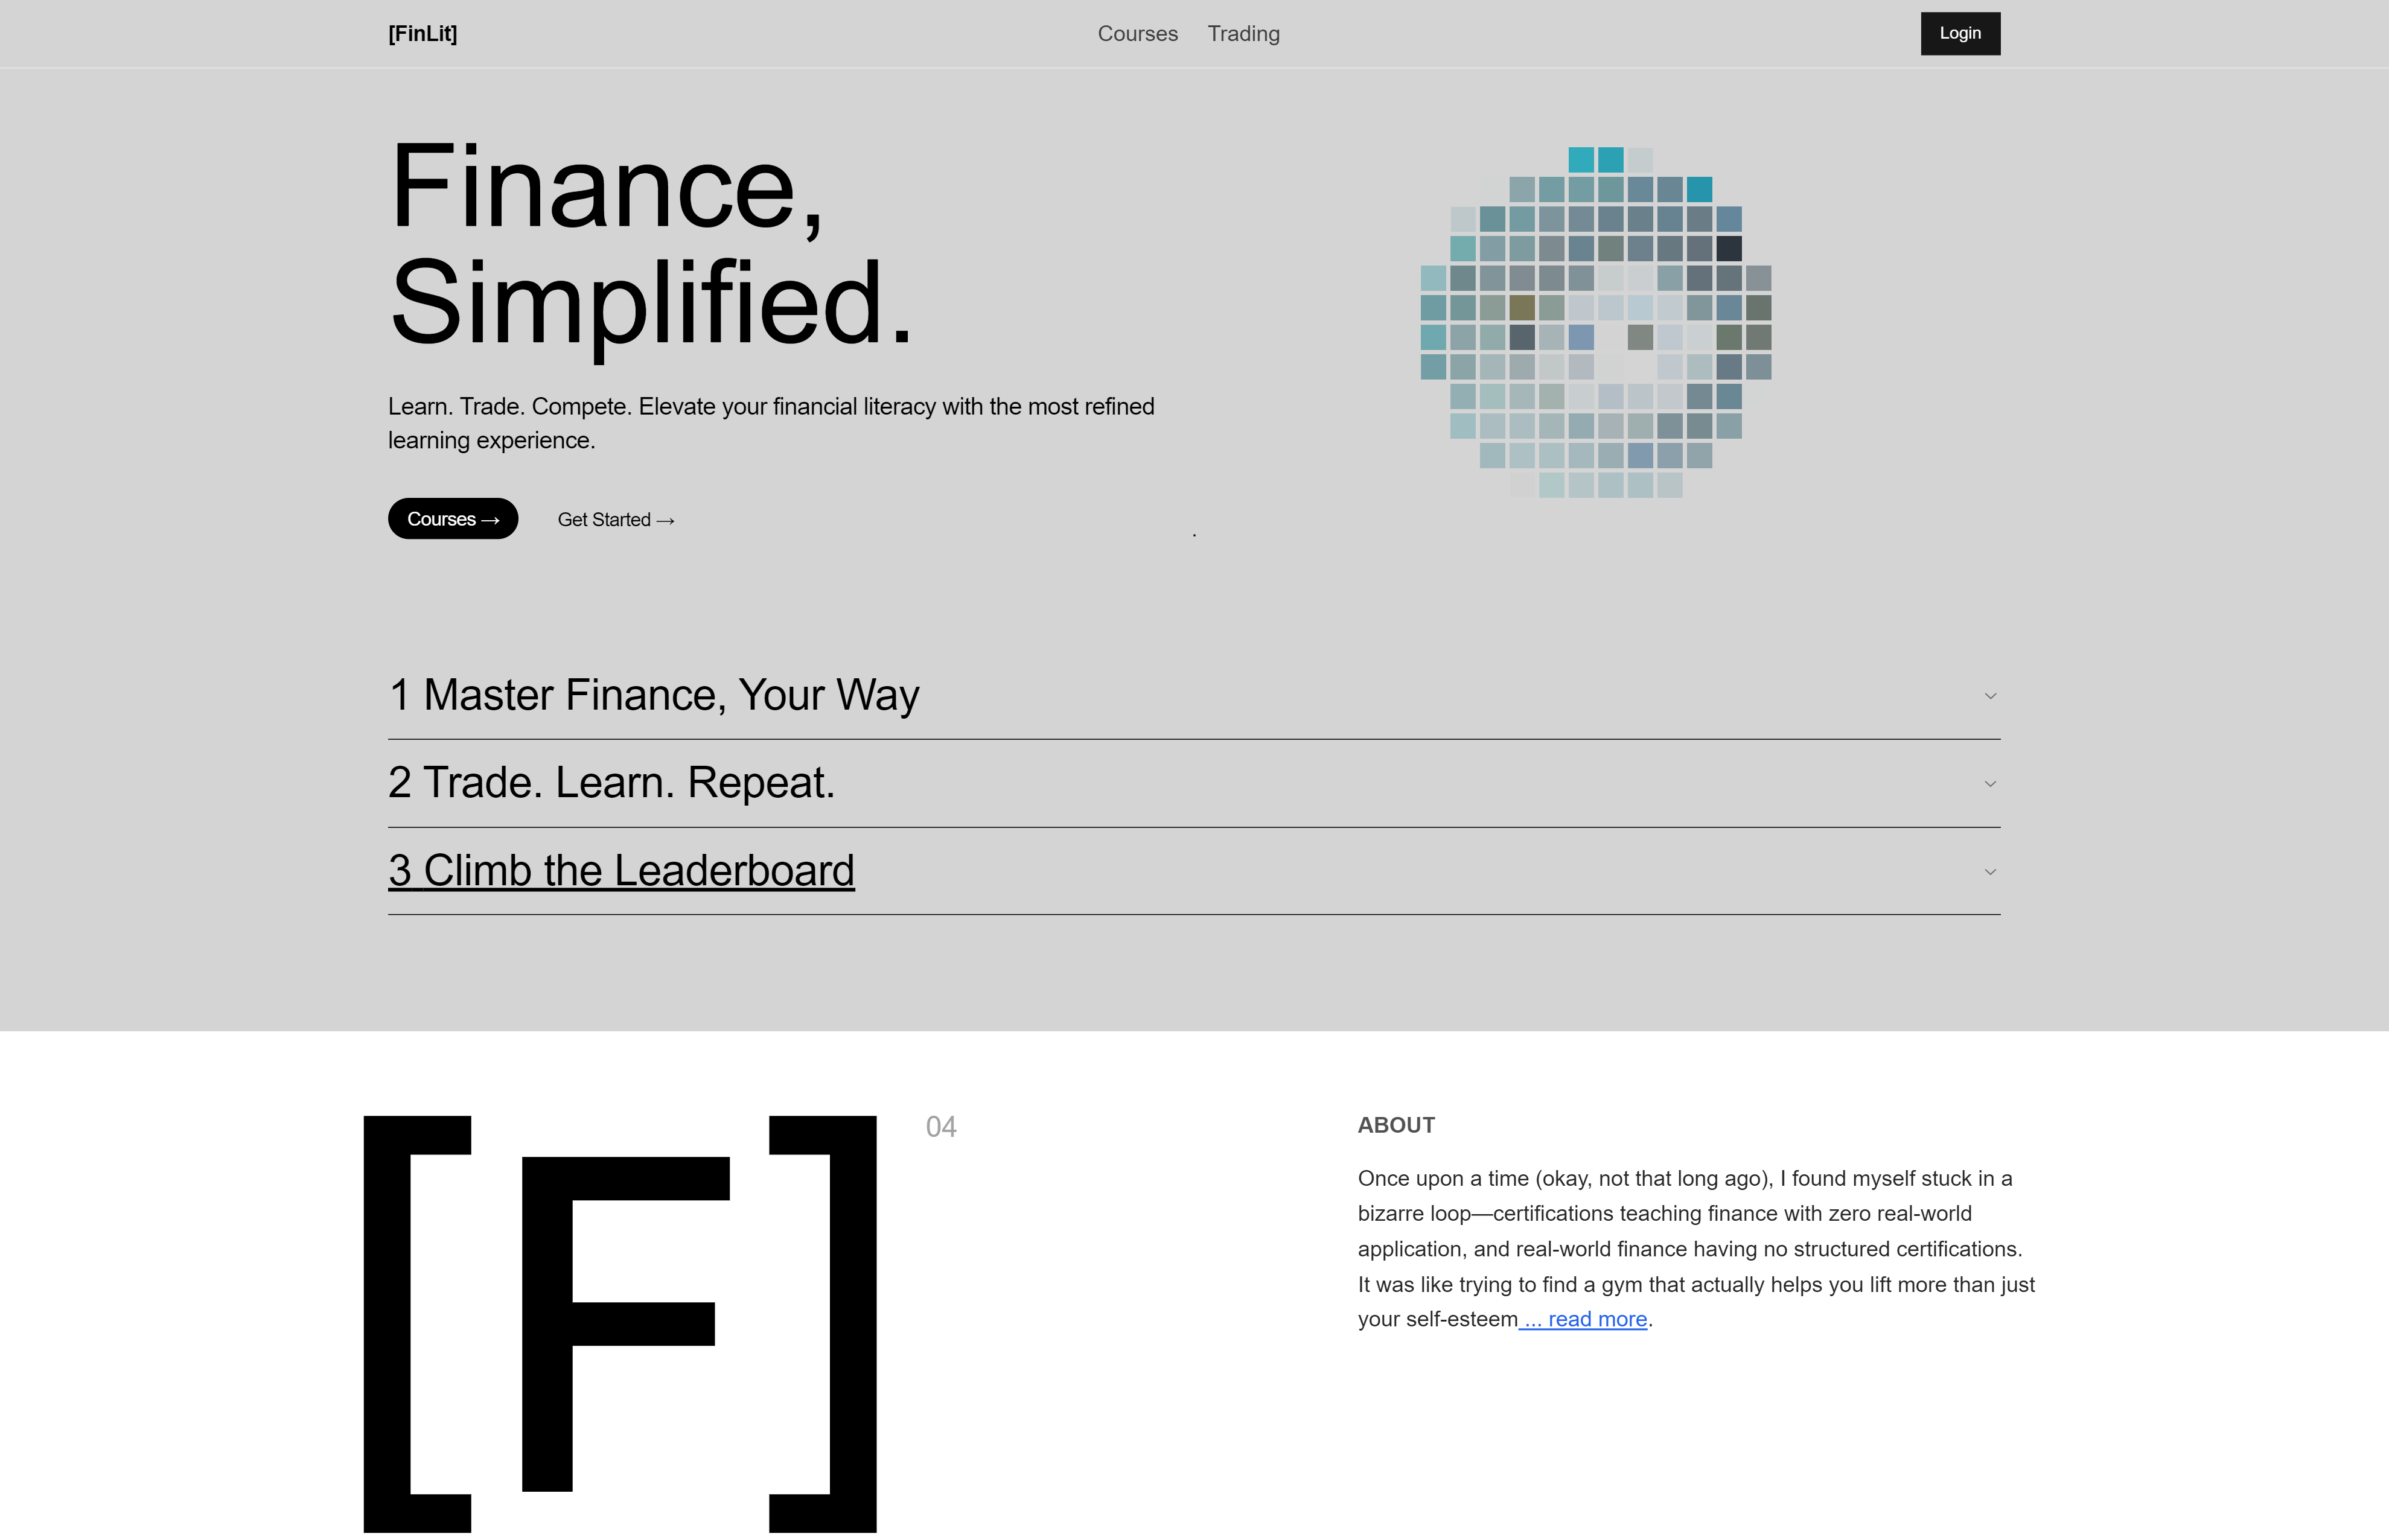 [FinLit]
Courses
Trading
Login
Finance,
Simplified.
Learn. Trade. Compete. Elevate your financial literacy with the most refined
learning experience.
Courses →
Get Started →
.
1 Master Finance, Your Way
2 Trade. Learn. Repeat.
3 Climb the Leaderboard
[F]
04
ABOUT
Once upon a time (okay, not that long ago), I found myself stuck in a
bizarre loop—certifications teaching finance with zero real-world
application, and real-world finance having no structured certifications.
It was like trying to find a gym that actually helps you lift more than just
your self-esteem ... read more.